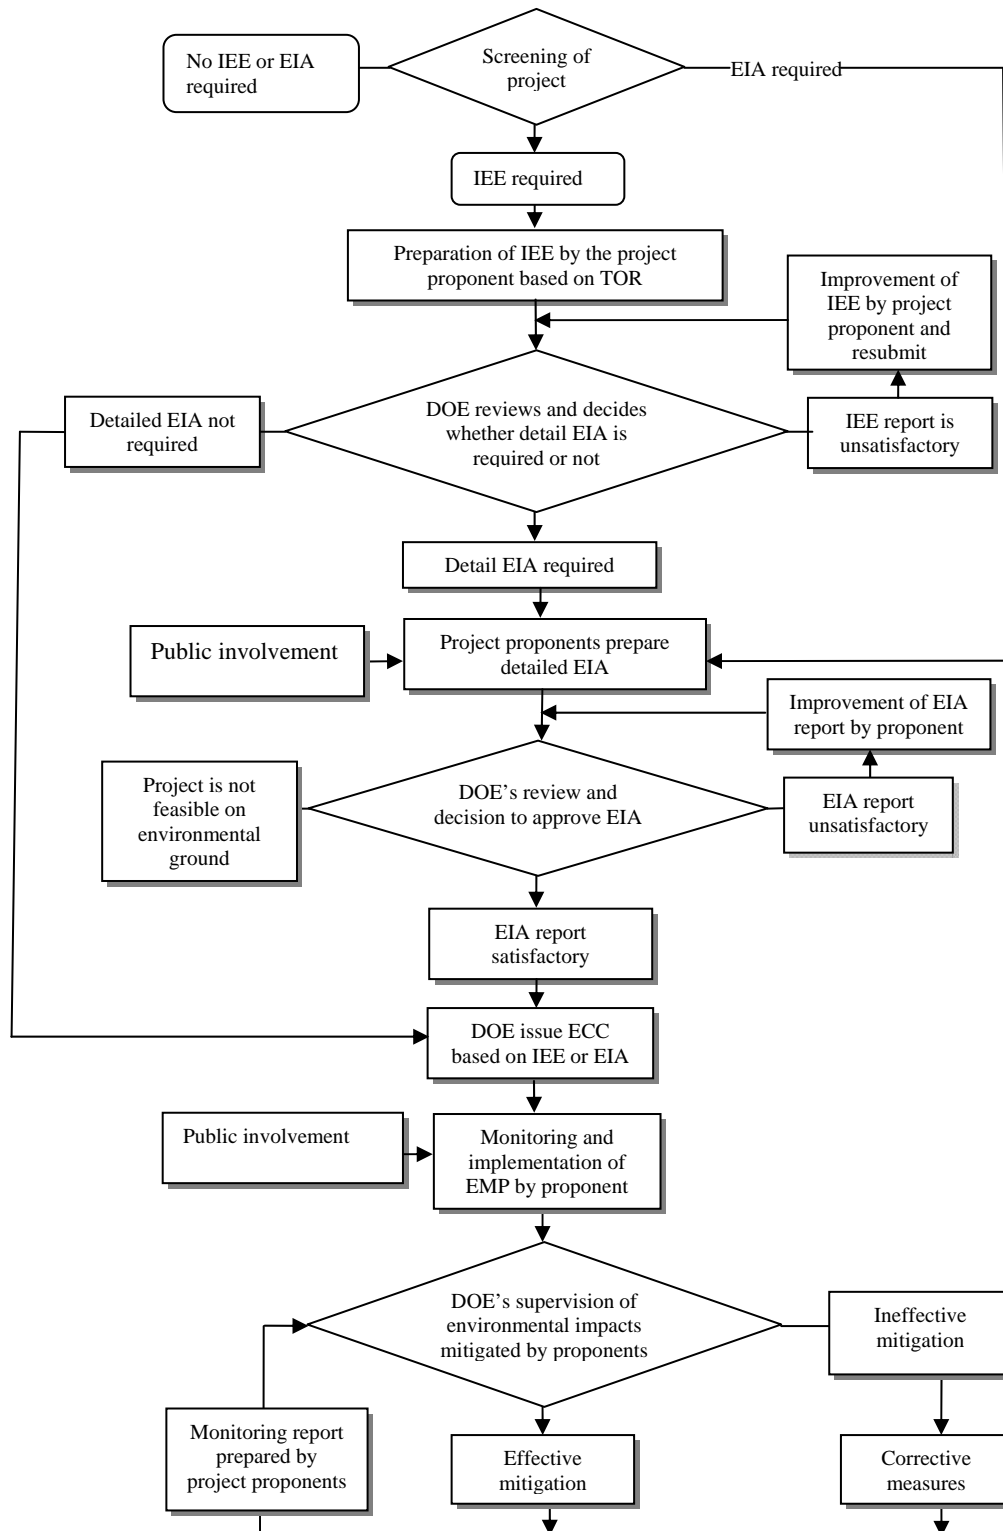 No IEE or EIA
required
Screening of
project
EIA required
IEE required
Preparation of IEE by the project
proponent based on TOR
Improvement of
IEE by project
proponent and
resubmit
Detailed EIA not
required
DOE reviews and decides
whether detail EIA is
required or not
IEE report is
unsatisfactory
Detail EIA required
Public involvement
Project proponents prepare
detailed EIA
Improvement of EIA
report by proponent
Project is not
feasible on
environmental
ground
DOE’s review and
decision to approve EIA
EIA report
unsatisfactory
EIA report
satisfactory
DOE issue ECC
based on IEE or EIA
Public involvement
Monitoring and
implementation of
EMP by proponent
DOE’s supervision of
environmental impacts
mitigated by proponents
Ineffective
mitigation
Monitoring report
prepared by
project proponents
Effective
mitigation
Corrective
measures